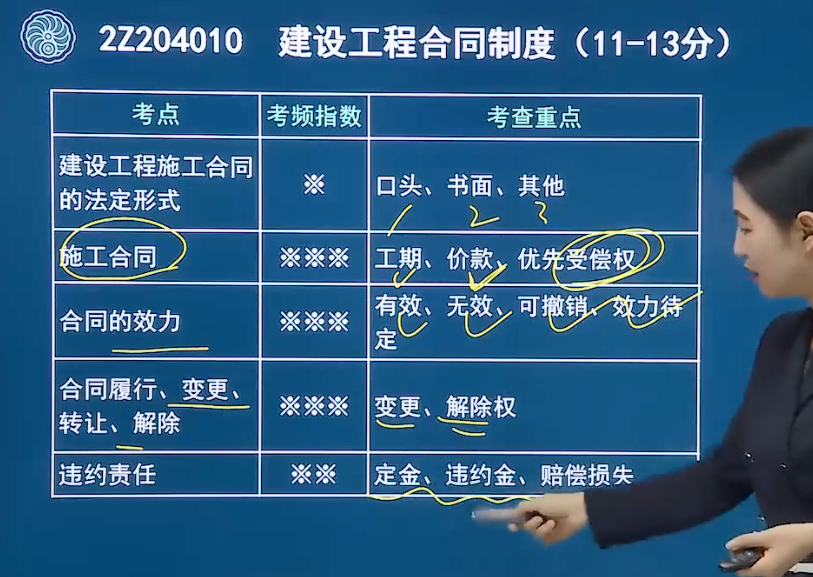 2Z204010 建设工程合同制度（11-13分）
考点 考频指数 考查重点
建设工程施工合同
的法定形式
※
口头、书面、其他
1 2 3
施工合同 ※※※ 工期、价款、优先受偿权
合同的效力 ※※※
有效、无效、可撤销、效力待
定
合同履行、变更、
转让、解除
※※※
变更、解除权
违约责任 ※※ 定金、违约金、赔偿损失